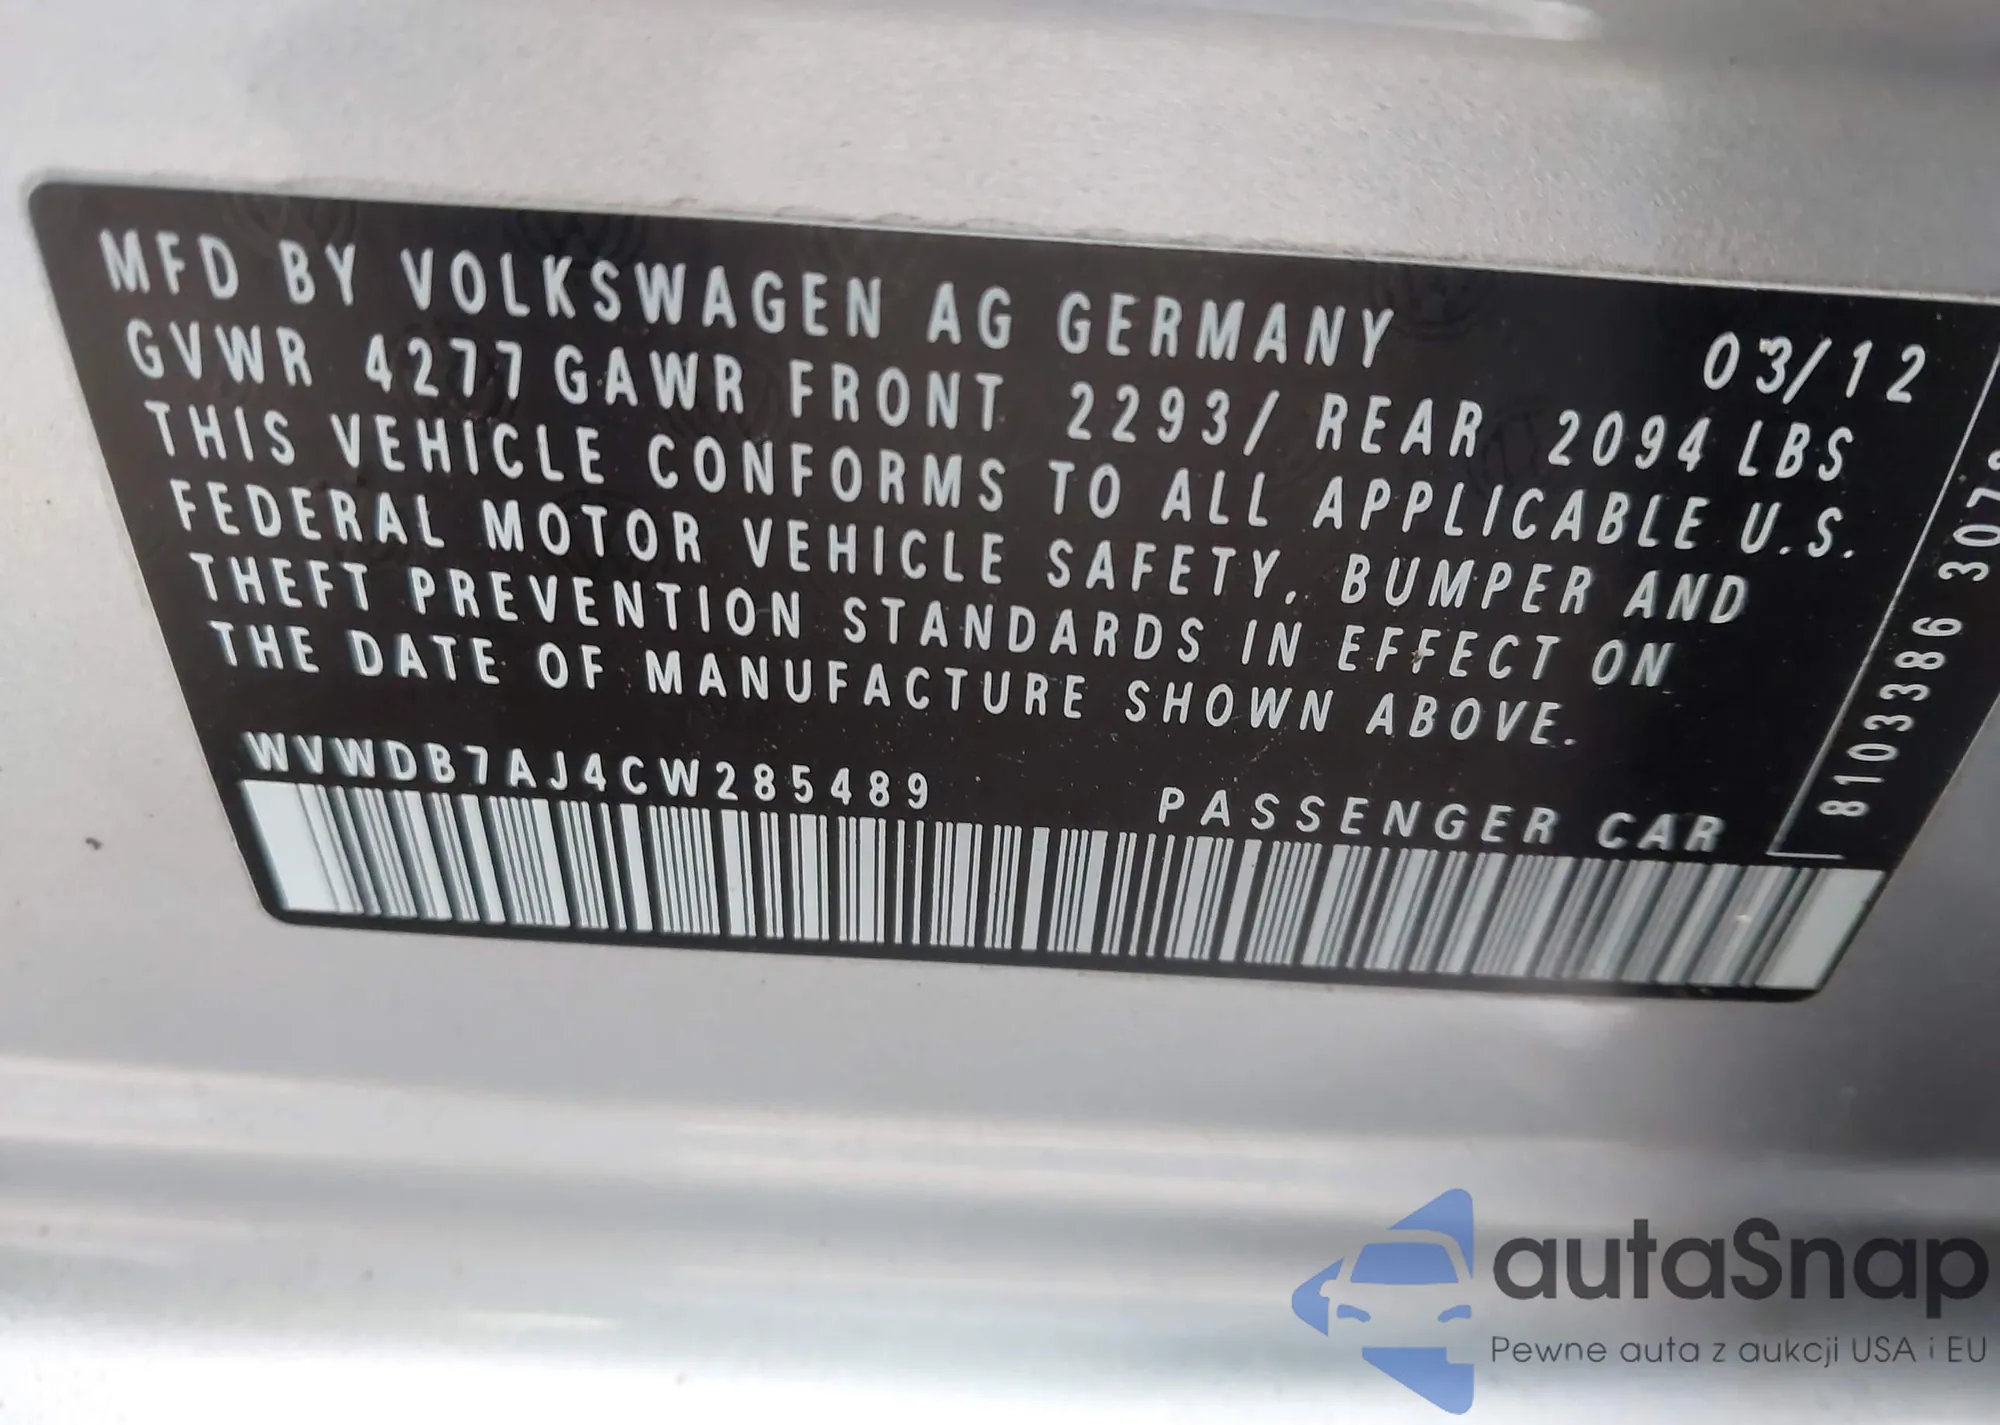 MFD BY VOLKSWAGEN AG GERMANY 03/12
GVWR 4277 GAWR FRONT 2293/ REAR 2094 LBS
THIS VEHICLE CONFORMS TO ALL APPLICABLE U.S.
FEDERAL MOTOR VEHICLE SAFETY, BUMPER AND
THEFT PREVENTION STANDARDS IN EFFECT ON
THE DATE OF MANUFACTURE SHOWN ABOVE.
WVWDB7AJ4CW285489
PASSENGER CAR
8103386
autaSnap
Pewne auta z aukcji USA i EU